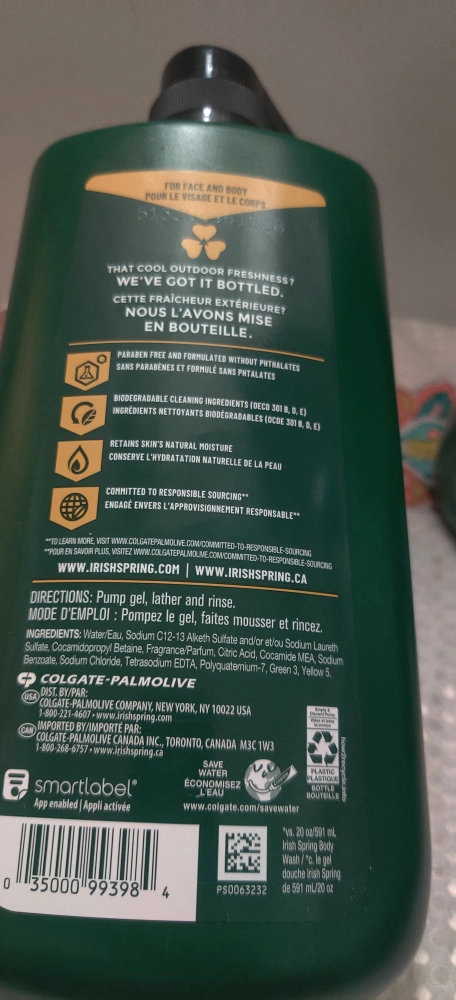 FOR FACE AND BODY
POUR LE VISAGE ET LE CORPS
THAT COOL OUTDOOR FRESHNESS?
WE'VE GOT IT BOTTLED.
CETTE FRAÎCHEUR EXTÉRIEURE?
NOUS L'AVONS MISE
EN BOUTEILLE.
PARABEN FREE AND FORMULATED WITHOUT PHTHALATES
SANS PARABÈNES ET FORMULÉ SANS PHTALATES
BIODEGRADABLE CLEANING INGREDIENTS (OECD 301 B, D, E)
INGRÉDIENTS NETTOYANTS BIODÉGRADABLES (OCDE 301 B, D, E)
RETAINS SKIN'S NATURAL MOISTURE
CONSERVE L'HYDRATATION NATURELLE DE LA PEAU
COMMITTED TO RESPONSIBLE SOURCING**
ENGAGÉ ENVERS L'APPROVISIONNEMENT RESPONSABLE**
**TO LEARN MORE, VISIT WWW.COLGATEPALMOLIVE.COM/COMMITTED-TO-RESPONSIBLE-SOURCING
**POUR EN SAVOIR PLUS, VISITEZ WWW.COLGATEPALMOLIVE.COM/COMMITTED-TO-RESPONSIBLE-SOURCING
WWW.IRISHSPRING.COM | WWW.IRISHSPRING.CA
DIRECTIONS: Pump gel, lather and rinse.
MODE D'EMPLOI : Pompez le gel, faites mousser et rincez.
INGREDIENTS: Water/Eau, Sodium C12-13 Alketh Sulfate and/or et/ou Sodium Laureth
Sulfate, Cocamidopropyl Betaine, Fragrance/Parfum, Citric Acid, Cocamide MEA, Sodium
Benzoate, Sodium Chloride, Tetrasodium EDTA, Polyquaternium-7, Green 3, Yellow 5.
COLGATE-PALMOLIVE
USA DIST. BY/PAR:
COLGATE-PALMOLIVE COMPANY, NEW YORK, NY 10022 USA
1-800-221-4607 • www.irishspring.com
CAN IMPORTED BY/IMPORTÉ PAR:
COLGATE-PALMOLIVE CANADA INC., TORONTO, CANADA M3C 1W3
1-800-268-6757 • www.irishspring.ca
smartlabel®
App enabled | Appli activée
SAVE
WATER
ÉCONOMISEZ
L'EAU
www.colgate.com/savewater
PLASTIC
PLASTIQUE
BOTTLE
BOUTEILLE
how2recycle.info
0 35000 99398 4
PS0063232
*vs. 20 oz/591 mL
Irish Spring Body
Wash / *c. le gel
douche Irish Spring
de 591 mL/20 oz